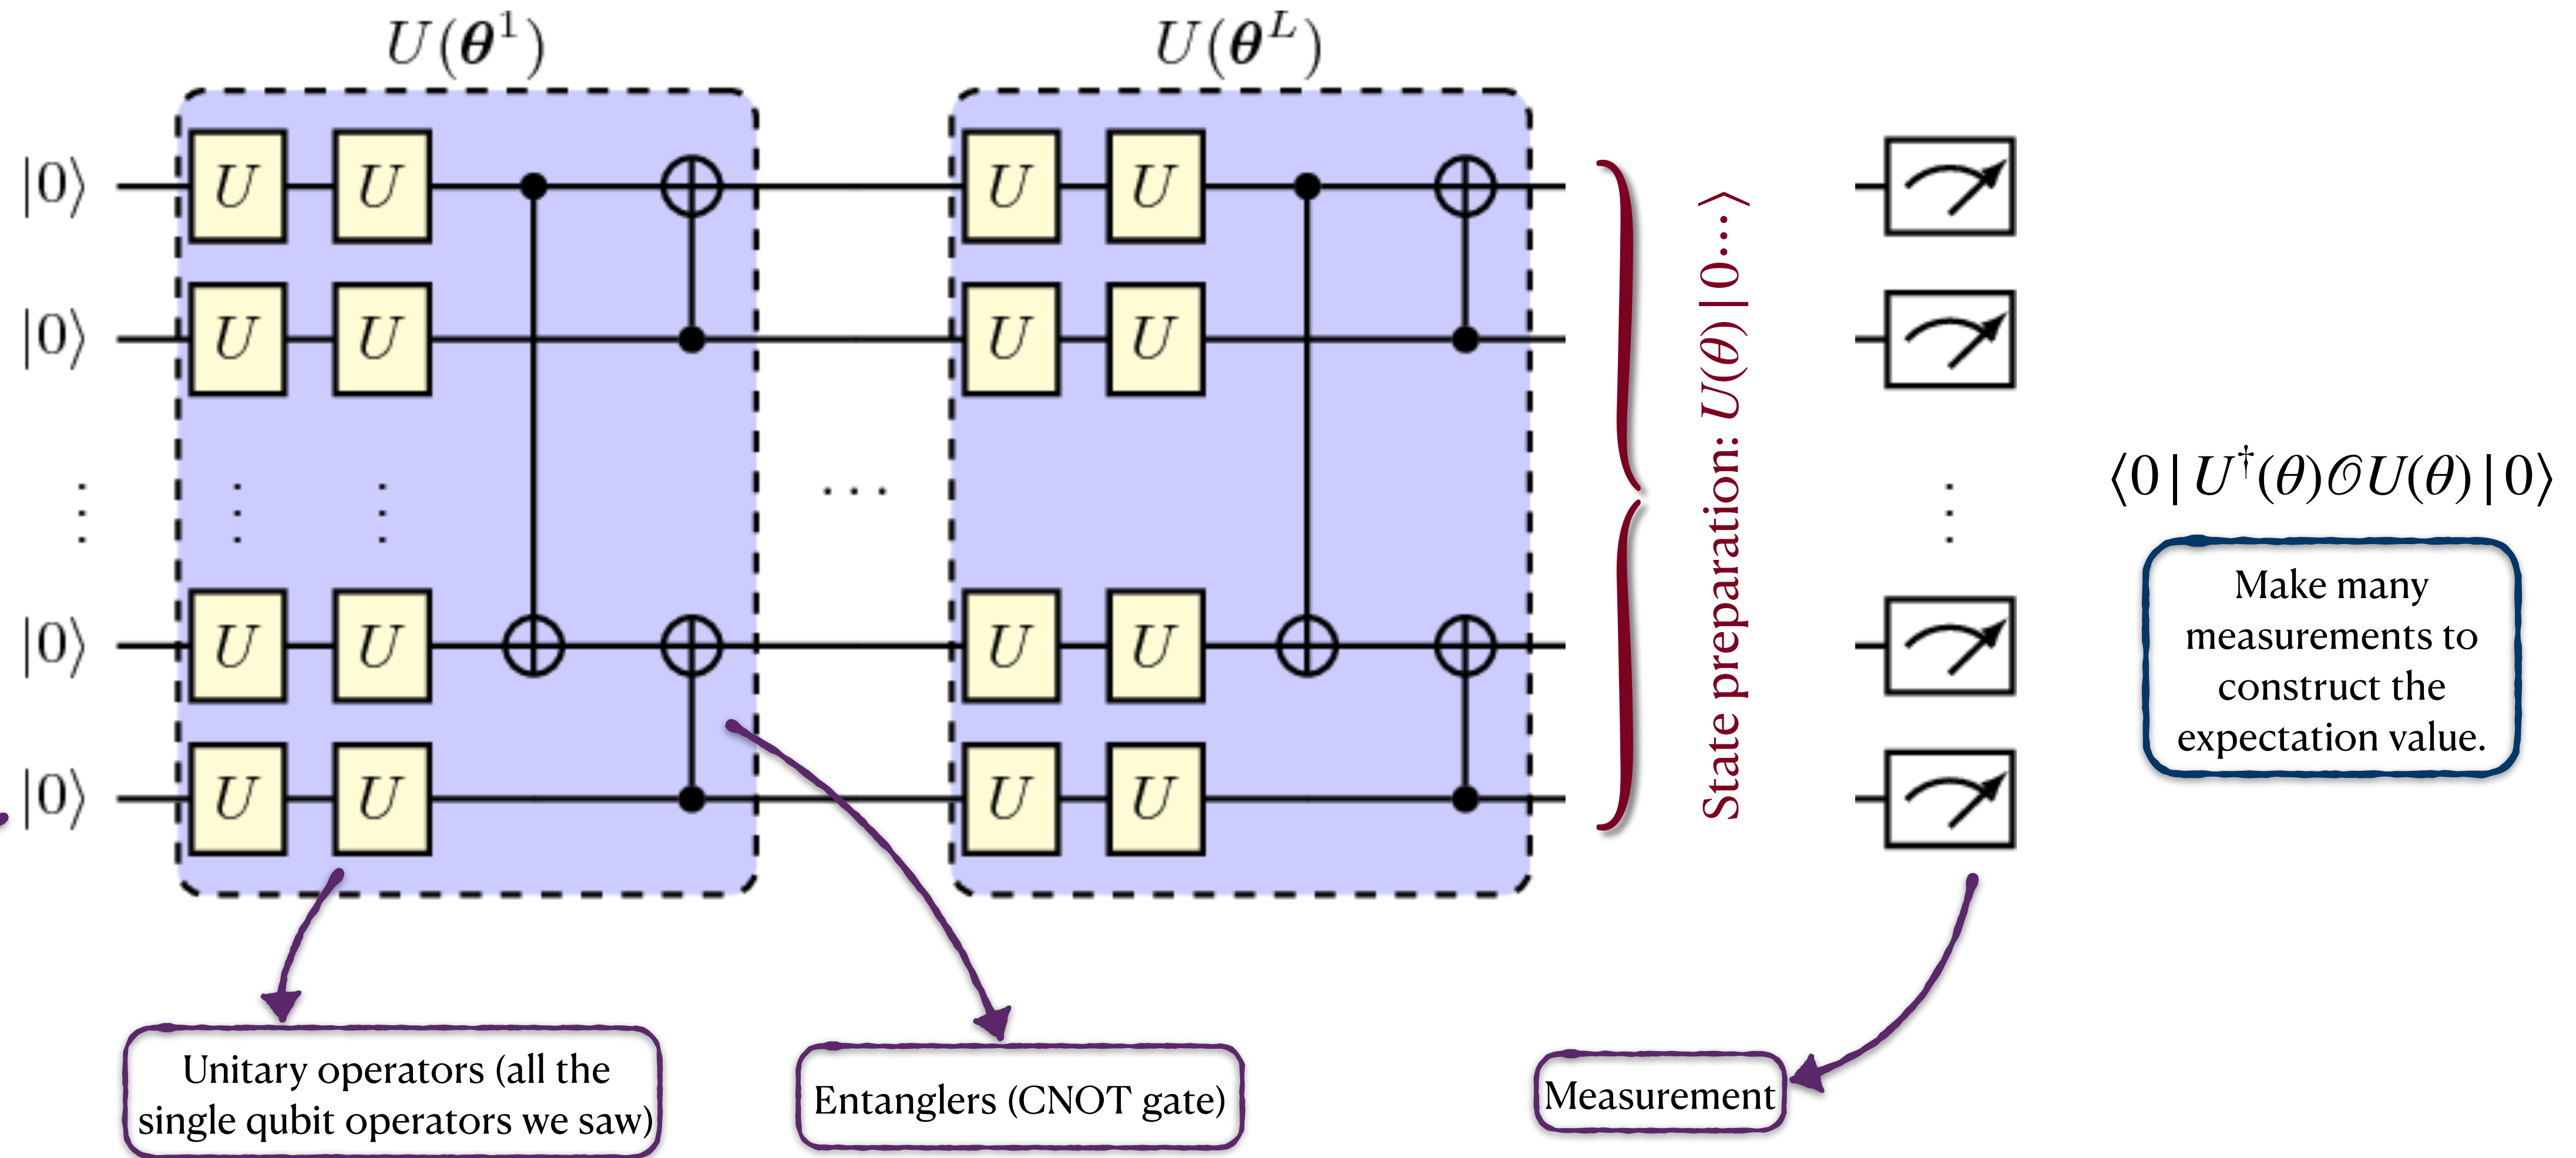 U(θ¹) U(θᴸ)
|0⟩ U U U U
|0⟩ U U U U
⋮ ⋮ ⋮ ⋯ ⋮
|0⟩ U U U U
|0⟩ U U U U
State preparation: U(θ)|0⋯⟩
⟨0|U†(θ)𝒪U(θ)|0⟩
Make many
measurements to
construct the
expectation value.
Unitary operators (all the
single qubit operators we saw)
Entanglers (CNOT gate)
Measurement